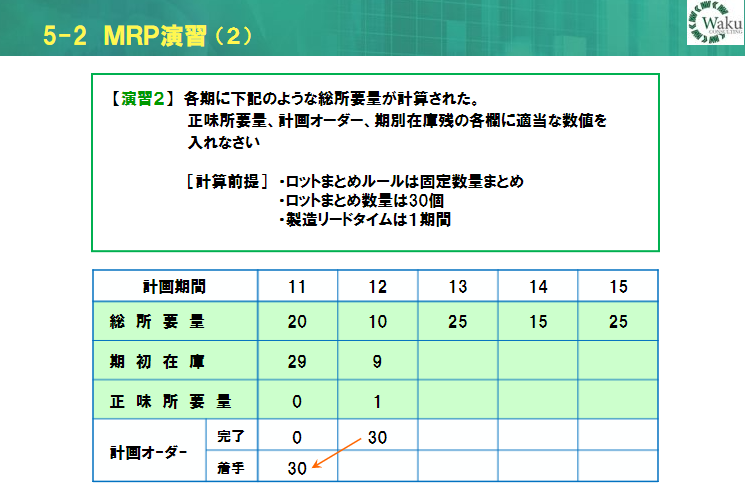 5-2 MRP演習（２）
Waku
CONSULTING
【演習２】 各期に下記のような総所要量が計算された。
正味所要量、計画オーダー、期別在庫残の各欄に適当な数値を
入れなさい
［計算前提］ ・ロットまとめルールは固定数量まとめ
・ロットまとめ数量は30個
・製造リードタイムは１期間
計画期間 11 12 13 14 15
総 所 要 量 20 10 25 15 25
期 初 在 庫 29 9
正 味 所 要 量 0 1
計画オーダー 完了 0 30
着手 30